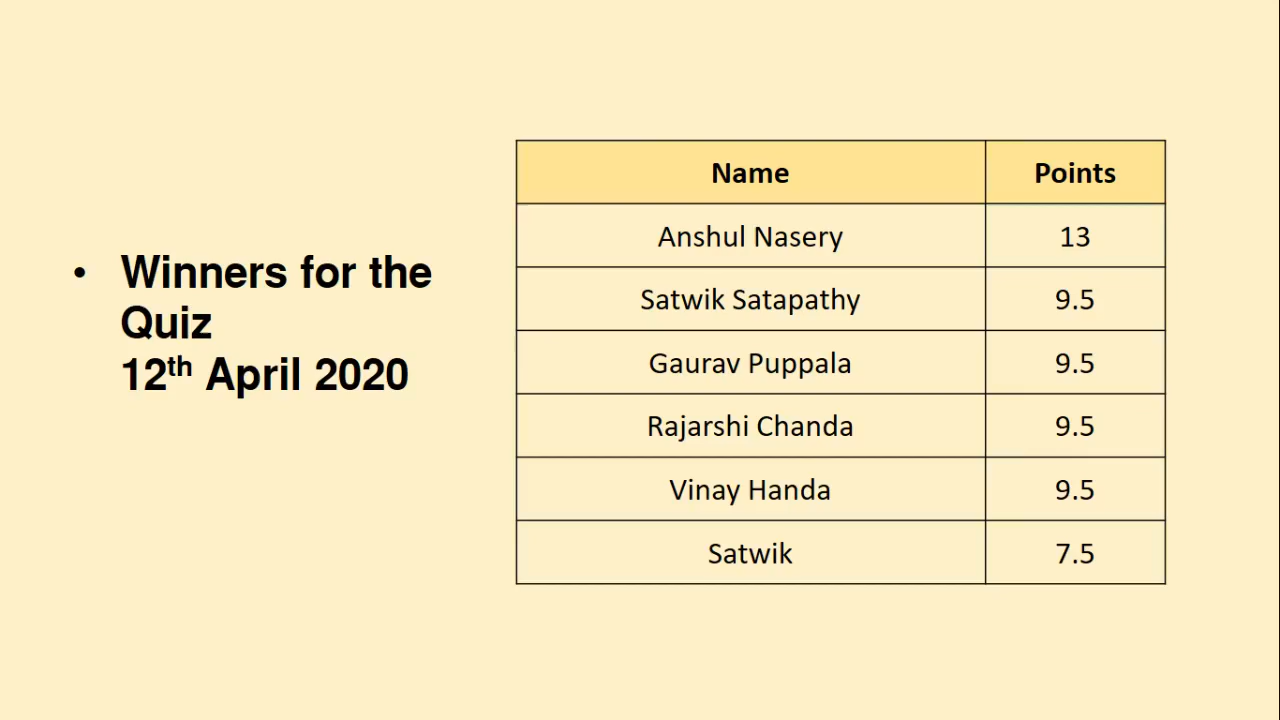 • Winners for the
Quiz
12th April 2020
Name Points
Anshul Nasery 13
Satwik Satapathy 9.5
Gaurav Puppala 9.5
Rajarshi Chanda 9.5
Vinay Handa 9.5
Satwik 7.5